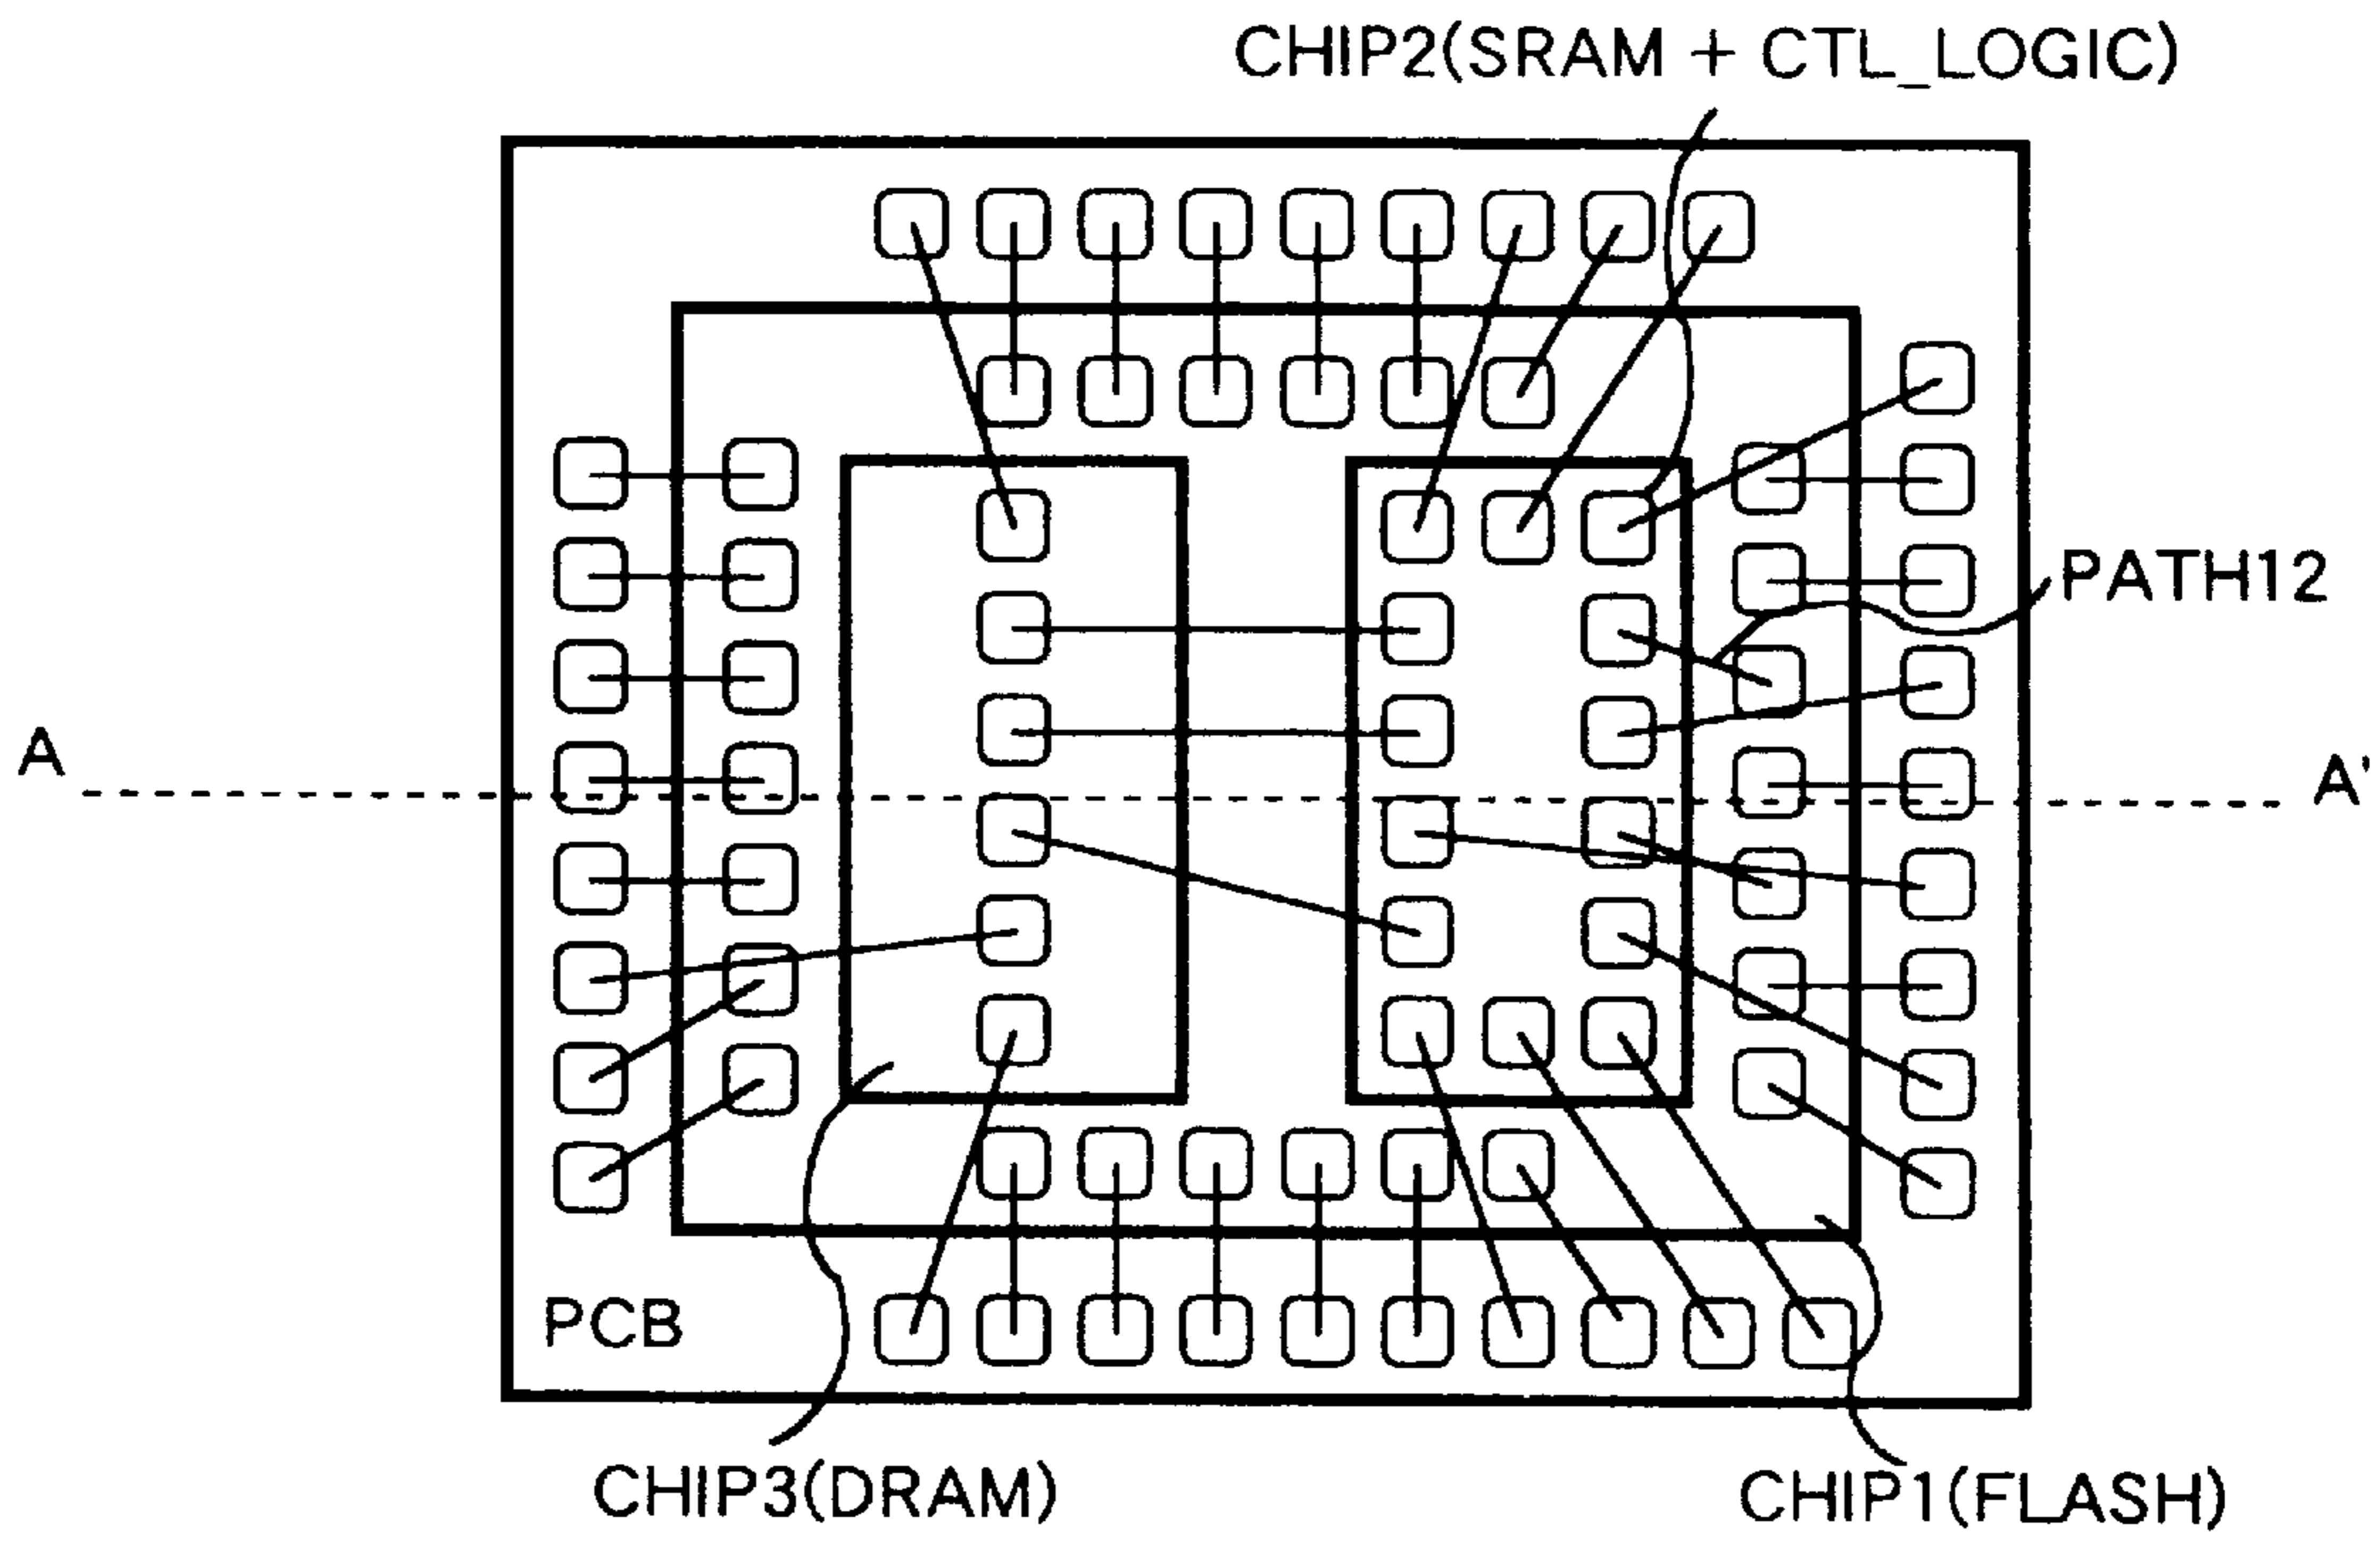 CHIP2(SRAM + CTL_LOGIC)
PATH12
A
A'
PCB
CHIP3(DRAM)
CHIP1(FLASH)